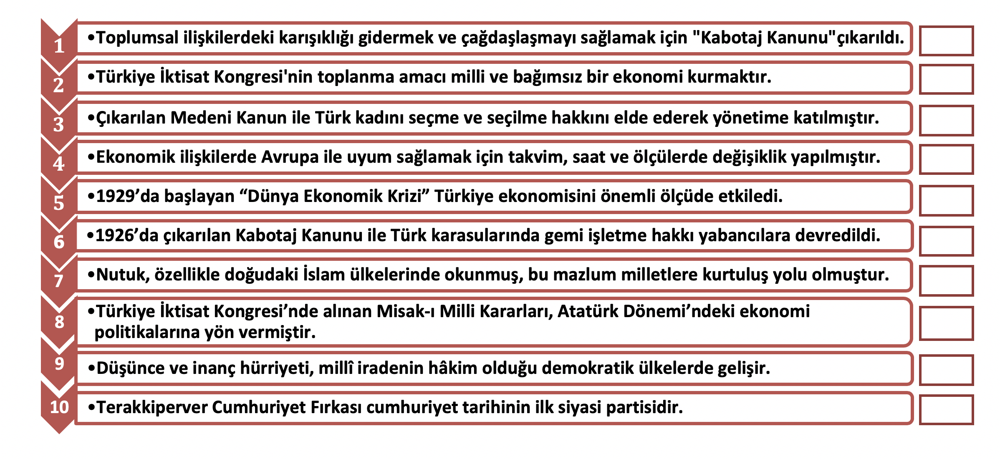 1
•Toplumsal ilişkilerdeki karışıklığı gidermek ve çağdaşlaşmayı sağlamak için "Kabotaj Kanunu"çıkarıldı.
2
•Türkiye İktisat Kongresi'nin toplanma amacı milli ve bağımsız bir ekonomi kurmaktır.
3
•Çıkarılan Medeni Kanun ile Türk kadını seçme ve seçilme hakkını elde ederek yönetime katılmıştır.
4
•Ekonomik ilişkilerde Avrupa ile uyum sağlamak için takvim, saat ve ölçülerde değişiklik yapılmıştır.
5
•1929’da başlayan “Dünya Ekonomik Krizi” Türkiye ekonomisini önemli ölçüde etkiledi.
6
•1926’da çıkarılan Kabotaj Kanunu ile Türk karasularında gemi işletme hakkı yabancılara devredildi.
7
•Nutuk, özellikle doğudaki İslam ülkelerinde okunmuş, bu mazlum milletlere kurtuluş yolu olmuştur.
8
•Türkiye İktisat Kongresi’nde alınan Misak-ı Milli Kararları, Atatürk Dönemi’ndeki ekonomi
politikalarına yön vermiştir.
9
•Düşünce ve inanç hürriyeti, millî iradenin hâkim olduğu demokratik ülkelerde gelişir.
10
•Terakkiperver Cumhuriyet Fırkası cumhuriyet tarihinin ilk siyasi partisidir.